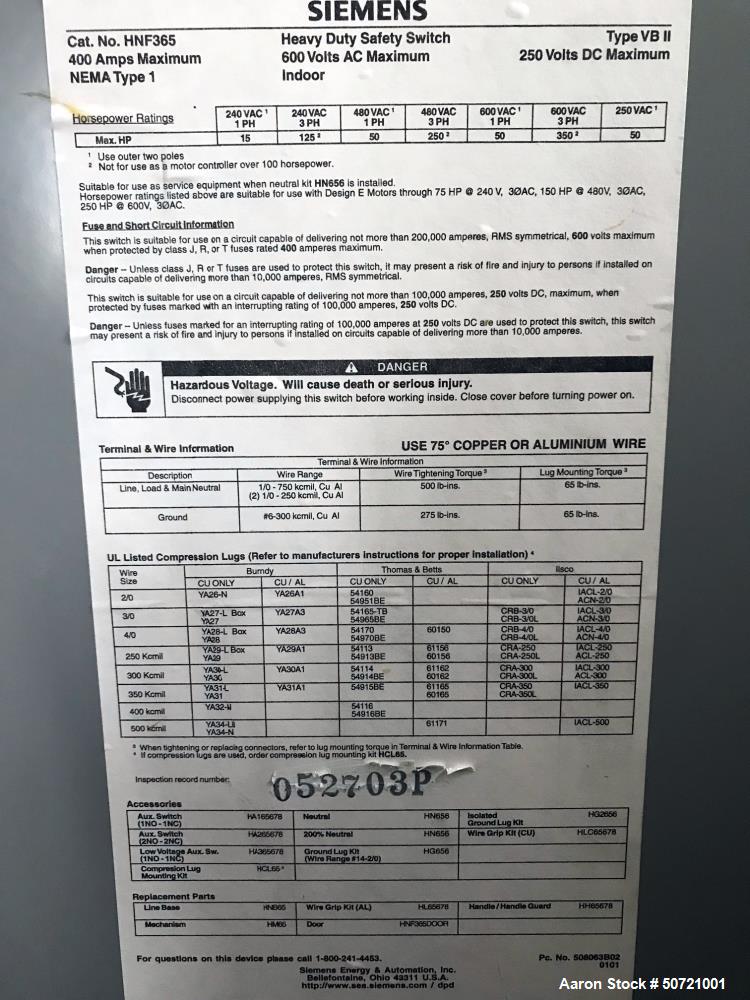 SIEMENS
Cat. No. HNF365 Heavy Duty Safety Switch Type VB II
400 Amps Maximum 600 Volts AC Maximum 250 Volts DC Maximum
NEMA Type 1 Indoor
Horsepower Ratings 240 VAC ¹ 1 PH 240 VAC 3 PH 480 VAC ¹ 1 PH 480 VAC 3 PH 600 VAC ¹ 1 PH 600 VAC 3 PH 250 VAC ¹
Max. HP 15 125 ² 50 250 ² 50 350 ² 50
¹ Use outer two poles
² Not for use as a motor controller over 100 horsepower.
Suitable for use as service equipment when neutral kit HN656 is installed.
Horsepower ratings listed above are suitable for use with Design E Motors through 75 HP @ 240 V, 3ØAC, 150 HP @ 480V, 3ØAC,
250 HP @ 600V, 3ØAC.
Fuse and Short Circuit Information
This switch is suitable for use on a circuit capable of delivering not more than 200,000 amperes, RMS symmetrical, 600 volts maximum
when protected by class J, R, or T fuses rated 400 amperes maximum.
Danger – Unless class J, R or T fuses are used to protect this switch, it may present a risk of fire and injury to persons if installed on
circuits capable of delivering more than 10,000 amperes, RMS symmetrical.
This switch is suitable for use on a circuit capable of delivering not more than 100,000 amperes, 250 volts DC, maximum, when
protected by fuses marked with an interrupting rating of 100,000 amperes, 250 volts DC.
Danger – Unless fuses marked for an interrupting rating of 100,000 amperes at 250 volts DC are used to protect this switch, this switch
may present a risk of fire and injury to persons if installed on circuits capable of delivering more than 10,000 amperes.
DANGER
Hazardous Voltage. Will cause death or serious injury.
Disconnect power supplying this switch before working inside. Close cover before turning power on.
Terminal & Wire Information USE 75° COPPER OR ALUMINIUM WIRE
Terminal & Wire Information
Description Wire Range Wire Tightening Torque ³ Lug Mounting Torque ³
Line, Load & Main Neutral 1/0 - 750 kcmil, Cu Al 500 lb-ins. 65 lb-ins.
(2) 1/0 - 250 kcmil, Cu Al
Ground #6-300 kcmil, Cu Al 275 lb-ins. 65 lb-ins.
UL Listed Compression Lugs (Refer to manufacturers instructions for proper installation) ⁴
Wire Size Burndy Thomas & Betts Ilsco
CU ONLY CU / AL CU ONLY CU / AL CU ONLY CU / AL
2/0 YA26-N YA26A1 54160 54951BE IACL-2/0 ACN-2/0
3/0 YA27-L Box YA27 YA27A3 54165-TB 54965BE CRB-3/0 CRB-3/0L IACL-3/0 ACN-3/0
4/0 YA28-L Box YA28 YA28A3 54170 54970BE 60150 CRB-4/0 CRB-4/0L IACL-4/0 ACN-4/0
250 Kcmil YA29-L Box YA29 YA29A1 54113 54913BE 61156 60156 CRA-250 CRA-250L IACL-250 ACL-250
300 Kcmil YA30-L YA30 YA30A1 54114 54914BE 61162 60162 CRA-300 CRA-300L IACL-300 ACL-300
350 Kcmil YA31-L YA31 YA31A1 54915BE 61165 60165 CRA-350 CRA-350L IACL-350
400 kcmil YA32-N 54116 54916BE
500 kcmil YA34-LB YA34-N 61171 IACL-500
³ When tightening or replacing connectors, refer to lug mounting torque in Terminal & Wire Information Table.
⁴ If compression lugs are used, order compression lug mounting kit HCL65.
Inspection record number: 052703P
Accessories
Aux. Switch (1NO -1NC) HA165678 Neutral HN656 Isolated Ground Lug Kit HG2656
Aux. Switch (2NO - 2NC) HA265678 200% Neutral HN656 Wire Grip Kit (CU) HLC65678
Low Voltage Aux. Sw. (1NO -1NC) HA365678 Ground Lug Kit (Wire Range #14-2/0) HG656
Compresion Lug Mounting Kit HCL65 ⁴
Replacement Parts
Line Base HNB65 Wire Grip Kit (AL) HL65678 Handle / Handle Guard HH65678
Mechanism HM65 Door HNF365DOOR
For questions on this device please call 1-800-241-4453. Pc. No. 508063B02
0101
Siemens Energy & Automation, Inc.
Bellefontaine, Ohio 43311 U.S.A.
http://www.sea.siemens.com / dpd
Aaron Stock # 50721001